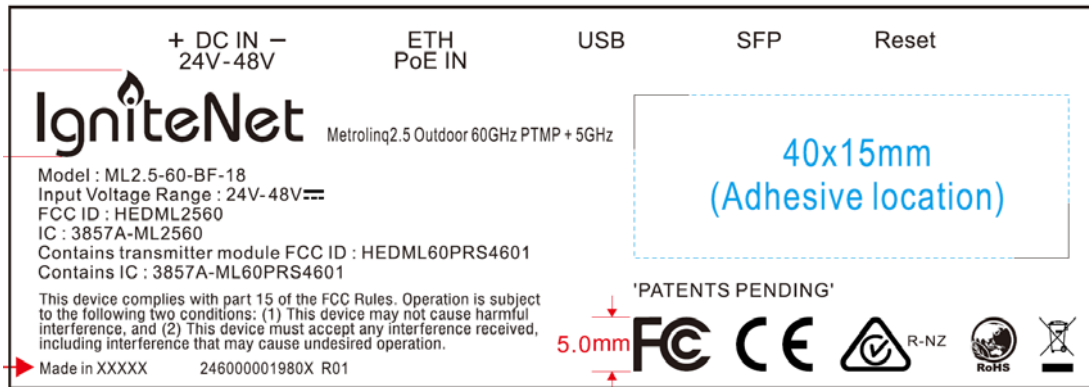 + DC IN −
24V-48V
ETH
PoE IN
USB
SFP
Reset
IgniteNet
Metrolinq2.5 Outdoor 60GHz PTMP + 5GHz
40x15mm
(Adhesive location)
Model : ML2.5-60-BF-18
Input Voltage Range : 24V-48V
FCC ID : HEDML2560
IC : 3857A-ML2560
Contains transmitter module FCC ID : HEDML60PRS4601
Contains IC : 3857A-ML60PRS4601
This device complies with part 15 of the FCC Rules. Operation is subject
to the following two conditions: (1) This device may not cause harmful
interference, and (2) This device must accept any interference received,
including interference that may cause undesired operation.
Made in XXXXX 246000001980X R01
'PATENTS PENDING'
5.0mm
FC CE R-NZ
RoHS